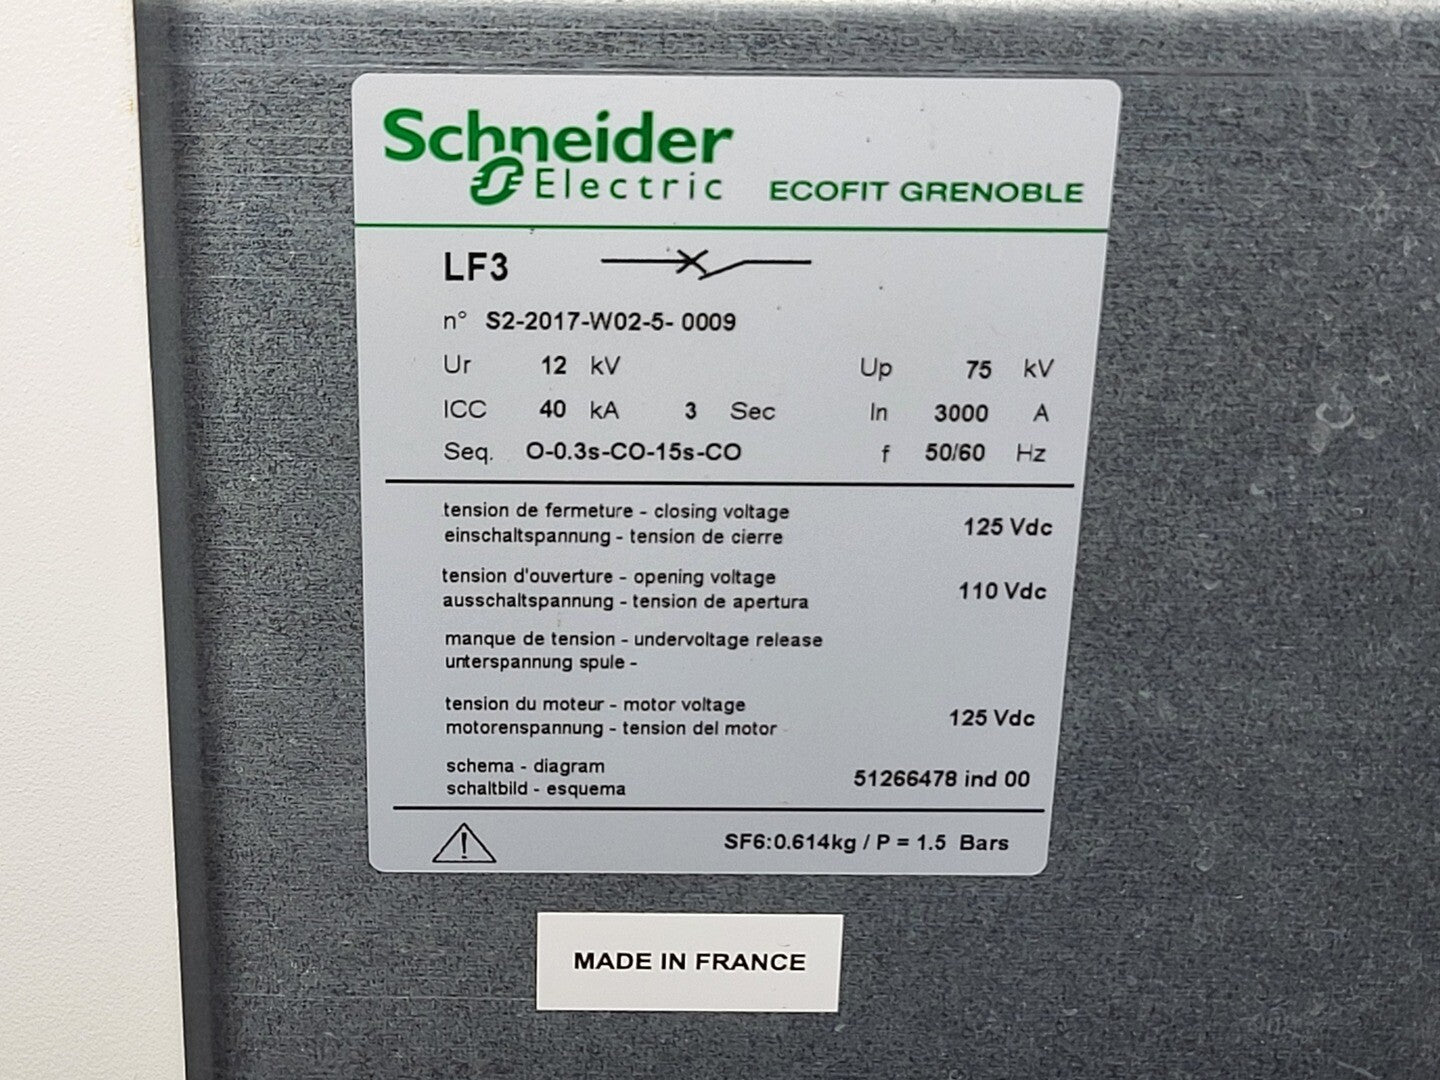 Schneider
Electric ECOFIT GRENOBLE
LF3
n° S2-2017-W02-5- 0009
Ur 12 kV Up 75 kV
ICC 40 kA 3 Sec In 3000 A
Seq. O-0.3s-CO-15s-CO f 50/60 Hz
tension de fermeture - closing voltage
einschaltspannung - tension de cierre 125 Vdc
tension d'ouverture - opening voltage
ausschaltspannung - tension de apertura 110 Vdc
manque de tension - undervoltage release
unterspannung spule -
tension du moteur - motor voltage
motorenspannung - tension del motor 125 Vdc
schema - diagram
schaltbild - esquema 51266478 ind 00
SF6:0.614kg / P = 1.5 Bars
MADE IN FRANCE